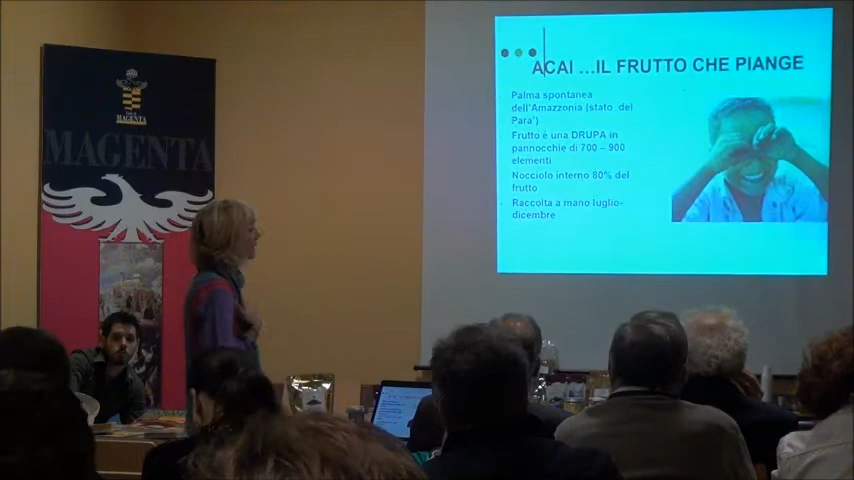 MAGENTA
MAGENTA
ACAI ...IL FRUTTO CHE PIANGE
Palma spontanea
dell'Amazzonia (stato del
Para')
Frutto è una DRUPA in
pannocchie di 700 – 900
elementi
Nocciolo interno 80% del
frutto
Raccolta a mano luglio-
dicembre